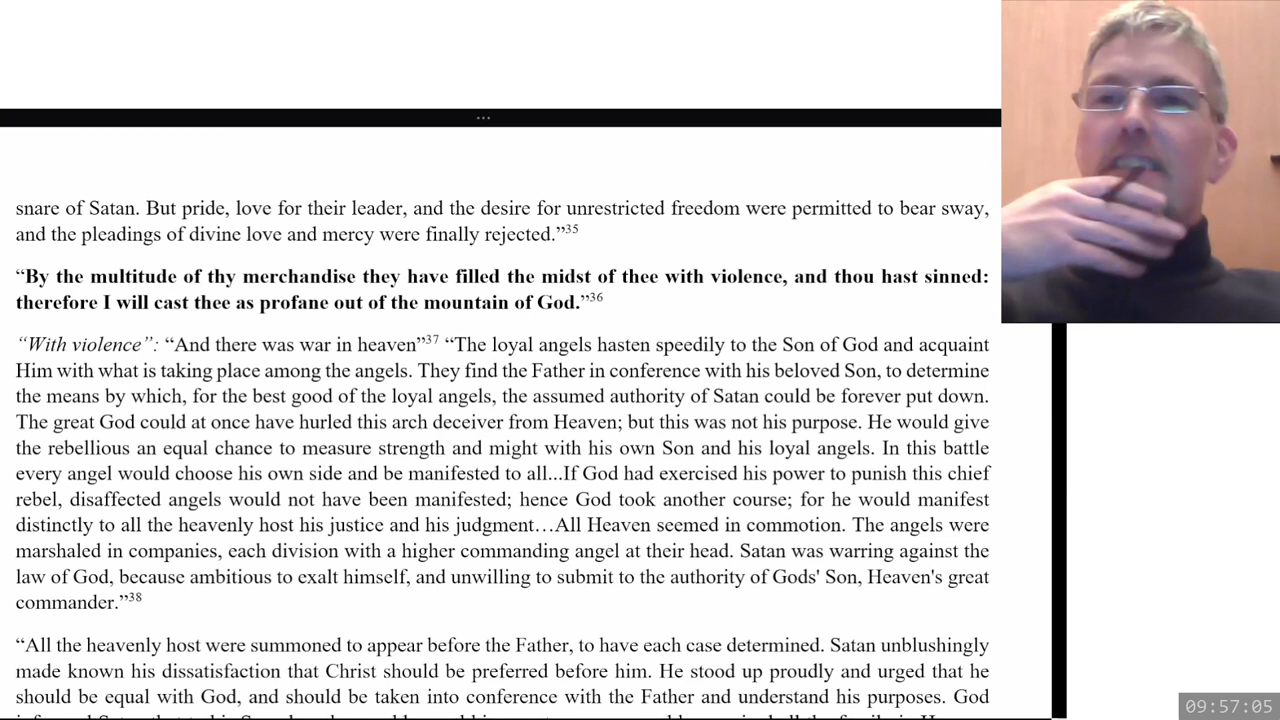 ...
snare of Satan. But pride, love for their leader, and the desire for unrestricted freedom were permitted to bear sway,
and the pleadings of divine love and mercy were finally rejected.”35
“By the multitude of thy merchandise they have filled the midst of thee with violence, and thou hast sinned:
therefore I will cast thee as profane out of the mountain of God.”36
“With violence”: “And there was war in heaven”37 “The loyal angels hasten speedily to the Son of God and acquaint
Him with what is taking place among the angels. They find the Father in conference with his beloved Son, to determine
the means by which, for the best good of the loyal angels, the assumed authority of Satan could be forever put down.
The great God could at once have hurled this arch deceiver from Heaven; but this was not his purpose. He would give
the rebellious an equal chance to measure strength and might with his own Son and his loyal angels. In this battle
every angel would choose his own side and be manifested to all...If God had exercised his power to punish this chief
rebel, disaffected angels would not have been manifested; hence God took another course; for he would manifest
distinctly to all the heavenly host his justice and his judgment…All Heaven seemed in commotion. The angels were
marshaled in companies, each division with a higher commanding angel at their head. Satan was warring against the
law of God, because ambitious to exalt himself, and unwilling to submit to the authority of Gods' Son, Heaven's great
commander.”38
“All the heavenly host were summoned to appear before the Father, to have each case determined. Satan unblushingly
made known his dissatisfaction that Christ should be preferred before him. He stood up proudly and urged that he
should be equal with God, and should be taken into conference with the Father and understand his purposes. God
09:57:05